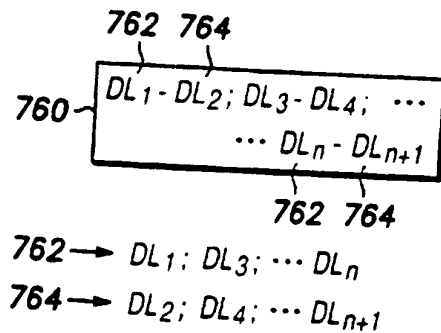 762 764
760 DL₁ - DL₂; DL₃ - DL₄; ...
... DLₙ - DLₙ₊₁
762 764
762 → DL₁; DL₃; ... DLₙ
764 → DL₂; DL₄; ... DLₙ₊₁